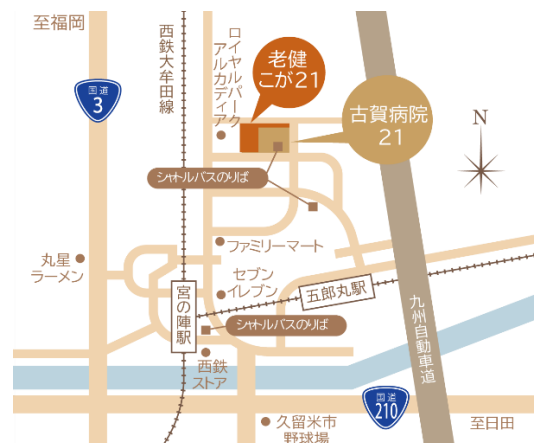 至福岡
国道
3
西鉄大牟田線
ロイヤルパーク
アルカディア
老健
こが21
古賀病院
21
N
シャトルバスのりば
丸星
ラーメン
ファミリーマート
セブン
イレブン
五郎丸駅
宮の陣駅
シャトルバスのりば
西鉄
ストア
九州自動車道
国道
210
久留米市
野球場
至日田